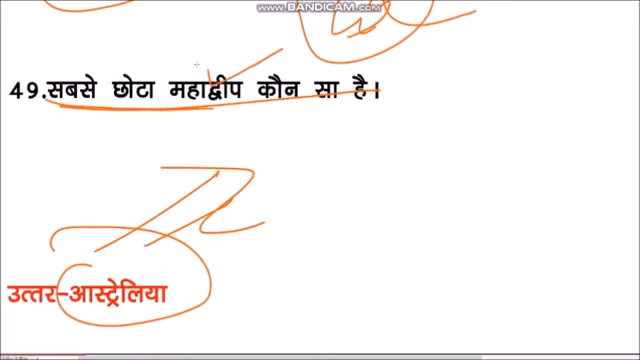 www.BANDICAM.com
49.सबसे छोटा महाद्वीप कौन सा है।
उत्तर-आस्ट्रेलिया